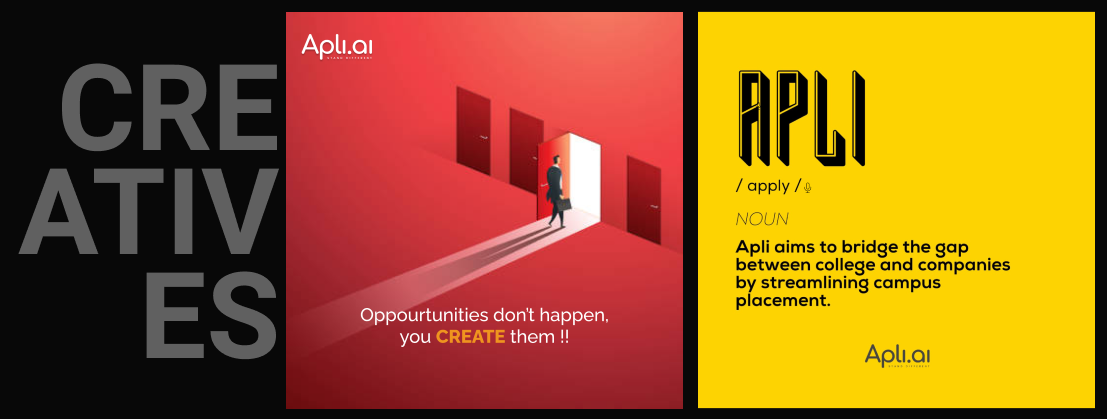 CRE
ATIV
ES
Apli.ai
Oppourtunities don't happen,
you CREATE them !!
APLI
/ apply /
NOUN
Apli aims to bridge the gap
between college and companies
by streamlining campus
placement.
Apli.ai